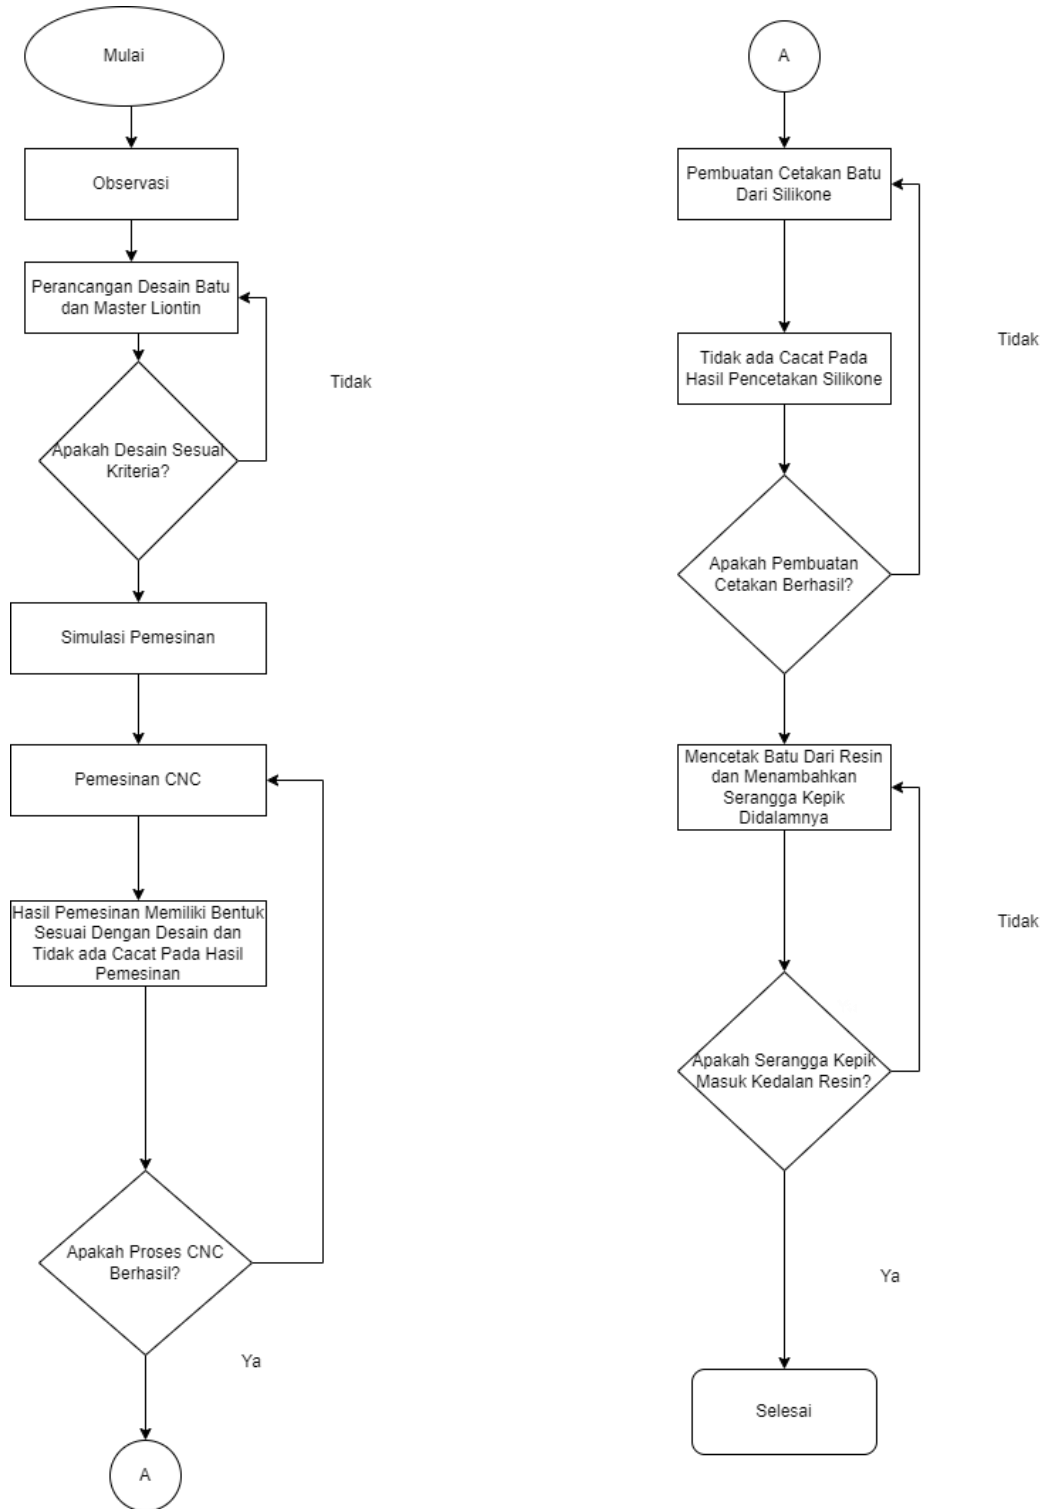 Mulai
Observasi
Perancangan Desain Batu
dan Master Liontin
Tidak
Apakah Desain Sesuai
Kriteria?
Simulasi Pemesinan
Pemesinan CNC
Hasil Pemesinan Memiliki Bentuk
Sesuai Dengan Desain dan
Tidak ada Cacat Pada Hasil
Pemesinan
Apakah Proses CNC
Berhasil?
Ya
A
A
Pembuatan Cetakan Batu
Dari Silikone
Tidak
Tidak ada Cacat Pada
Hasil Pencetakan Silikone
Apakah Pembuatan
Cetakan Berhasil?
Mencetak Batu Dari Resin
dan Menambahkan
Serangga Kepik
Didalamnya
Tidak
Apakah Serangga Kepik
Masuk Kedalan Resin?
Ya
Selesai